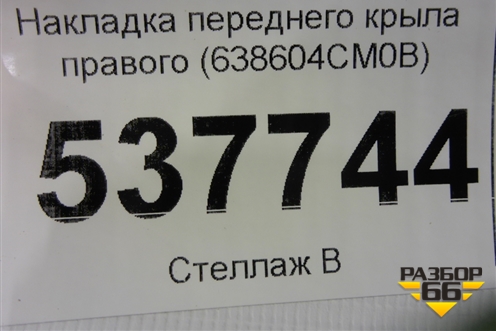 Накладка переднего крыла
правого (638604CM0B)
537744
Стеллаж В
РАЗБОР
66